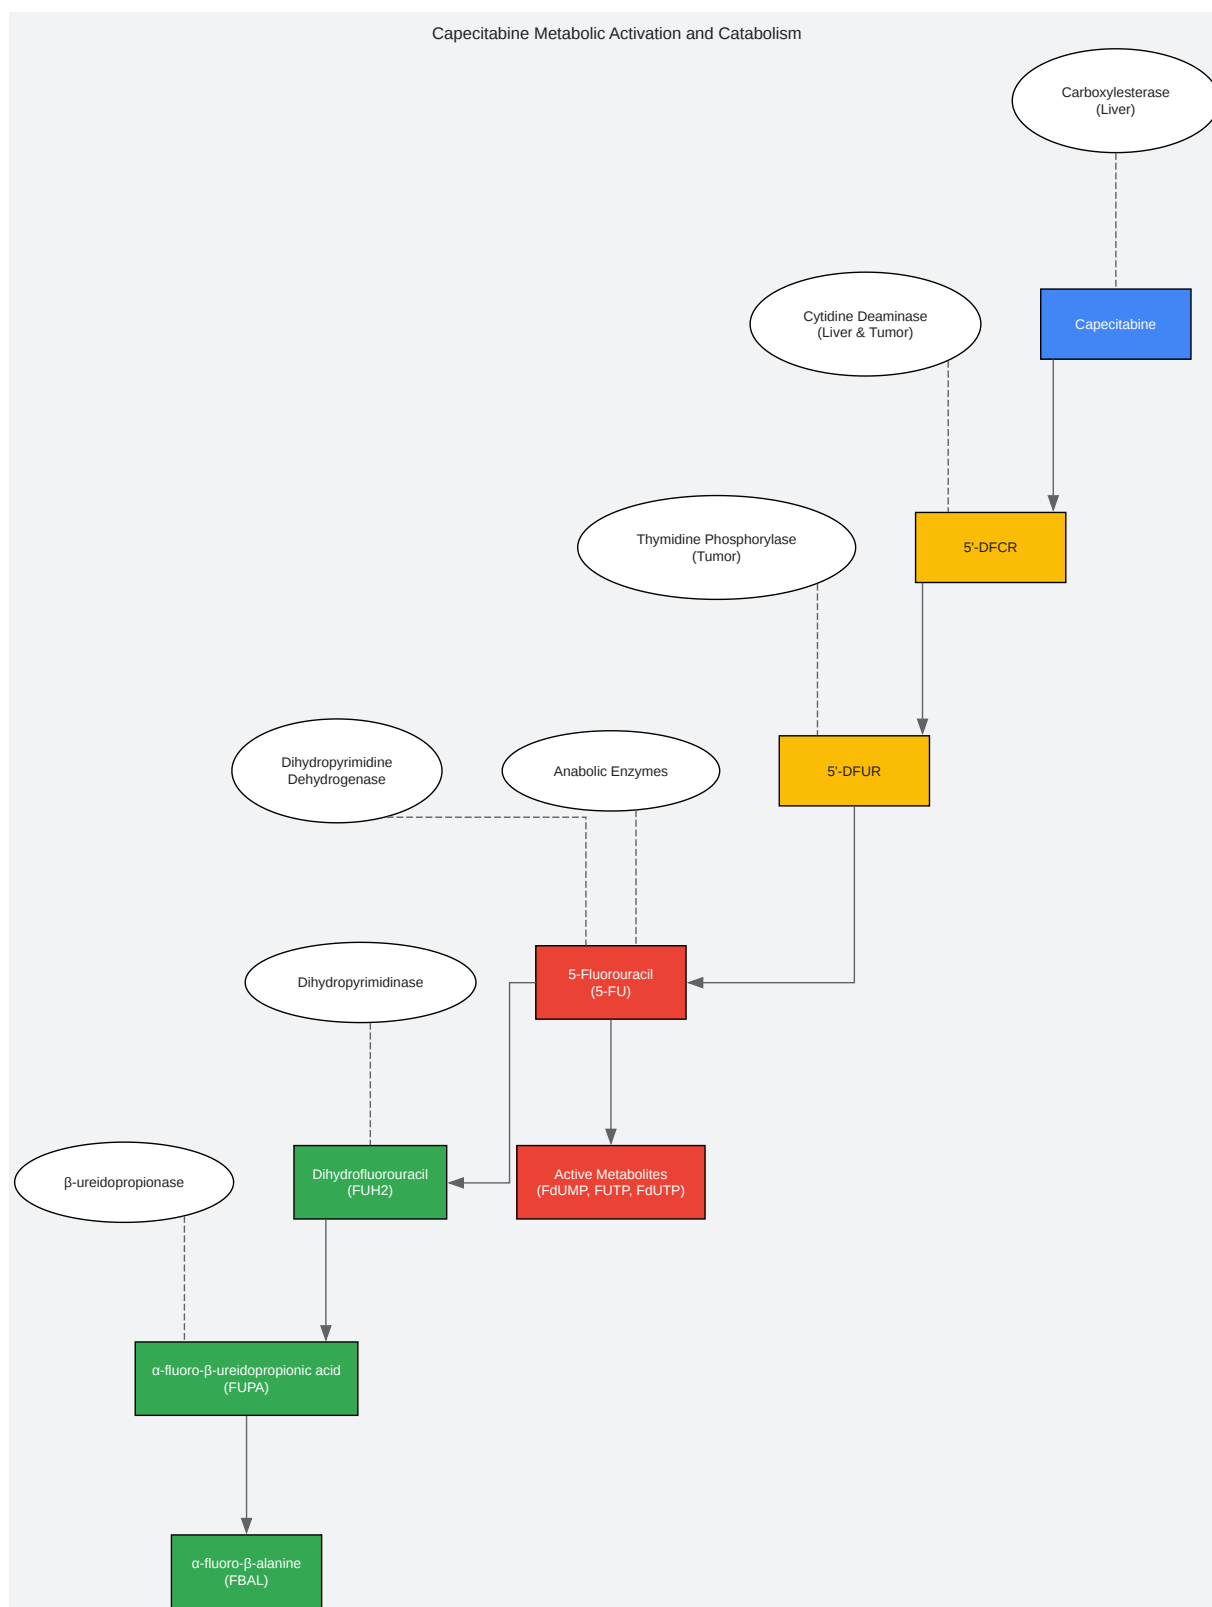 Capecitabine Metabolic Activation and Catabolism
Carboxylesterase
(Liver)
Cytidine Deaminase
(Liver & Tumor)
Capecitabine
Thymidine Phosphorylase
(Tumor)
5'-DFCR
Dihydropyrimidine
Dehydrogenase
Anabolic Enzymes
5'-DFUR
Dihydropyrimidinase
5-Fluorouracil
(5-FU)
β-ureidopropionase
Dihydrofluorouracil
(FUH2)
Active Metabolites
(FdUMP, FUTP, FdUTP)
α-fluoro-β-ureidopropionic acid
(FUPA)
α-fluoro-β-alanine
(FBAL)